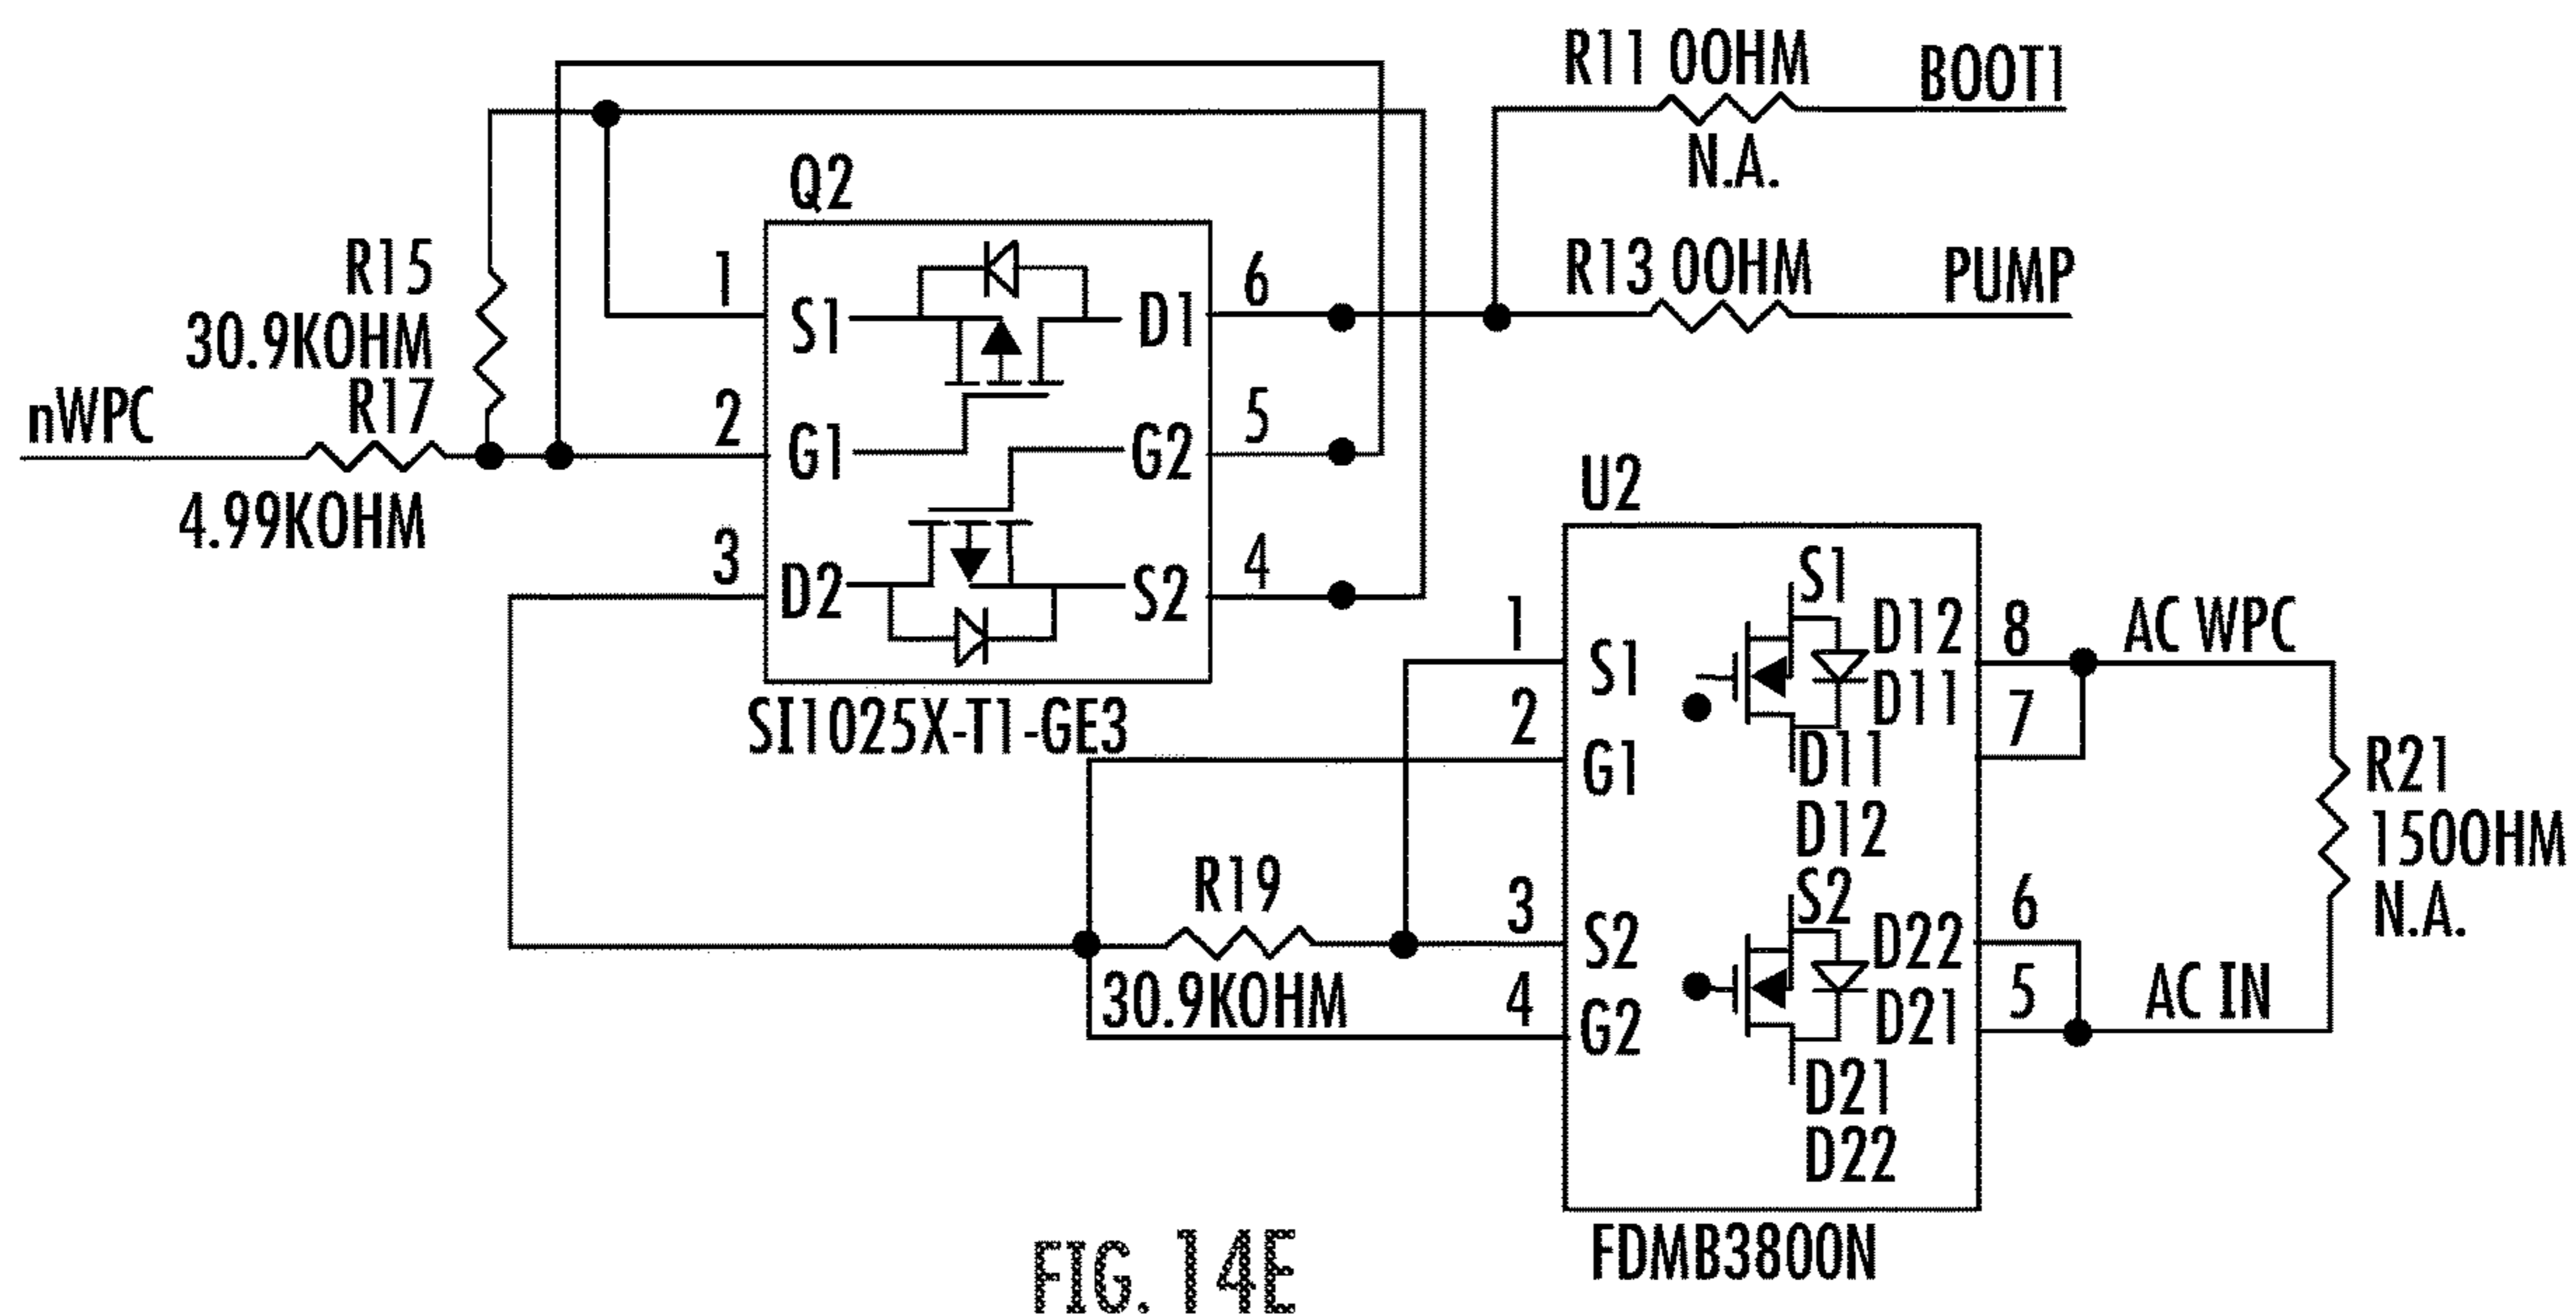 R11 0OHM
BOOT1
N.A.
Q2
R13 0OHM
PUMP
R15
30.9KOHM
nWPC
R17
4.99KOHM
1
S1
D1
6
2
G1
G2
5
3
D2
S2
4
SI1025X-T1-GE3
U2
1
S1
2
G1
3
S2
4
G2
S1
D12
D11
D11
D12
S2
D22
D21
D21
D22
8
7
6
5
AC WPC
AC IN
R21
150OHM
N.A.
R19
30.9KOHM
FDMB3800N
FIG. 14E